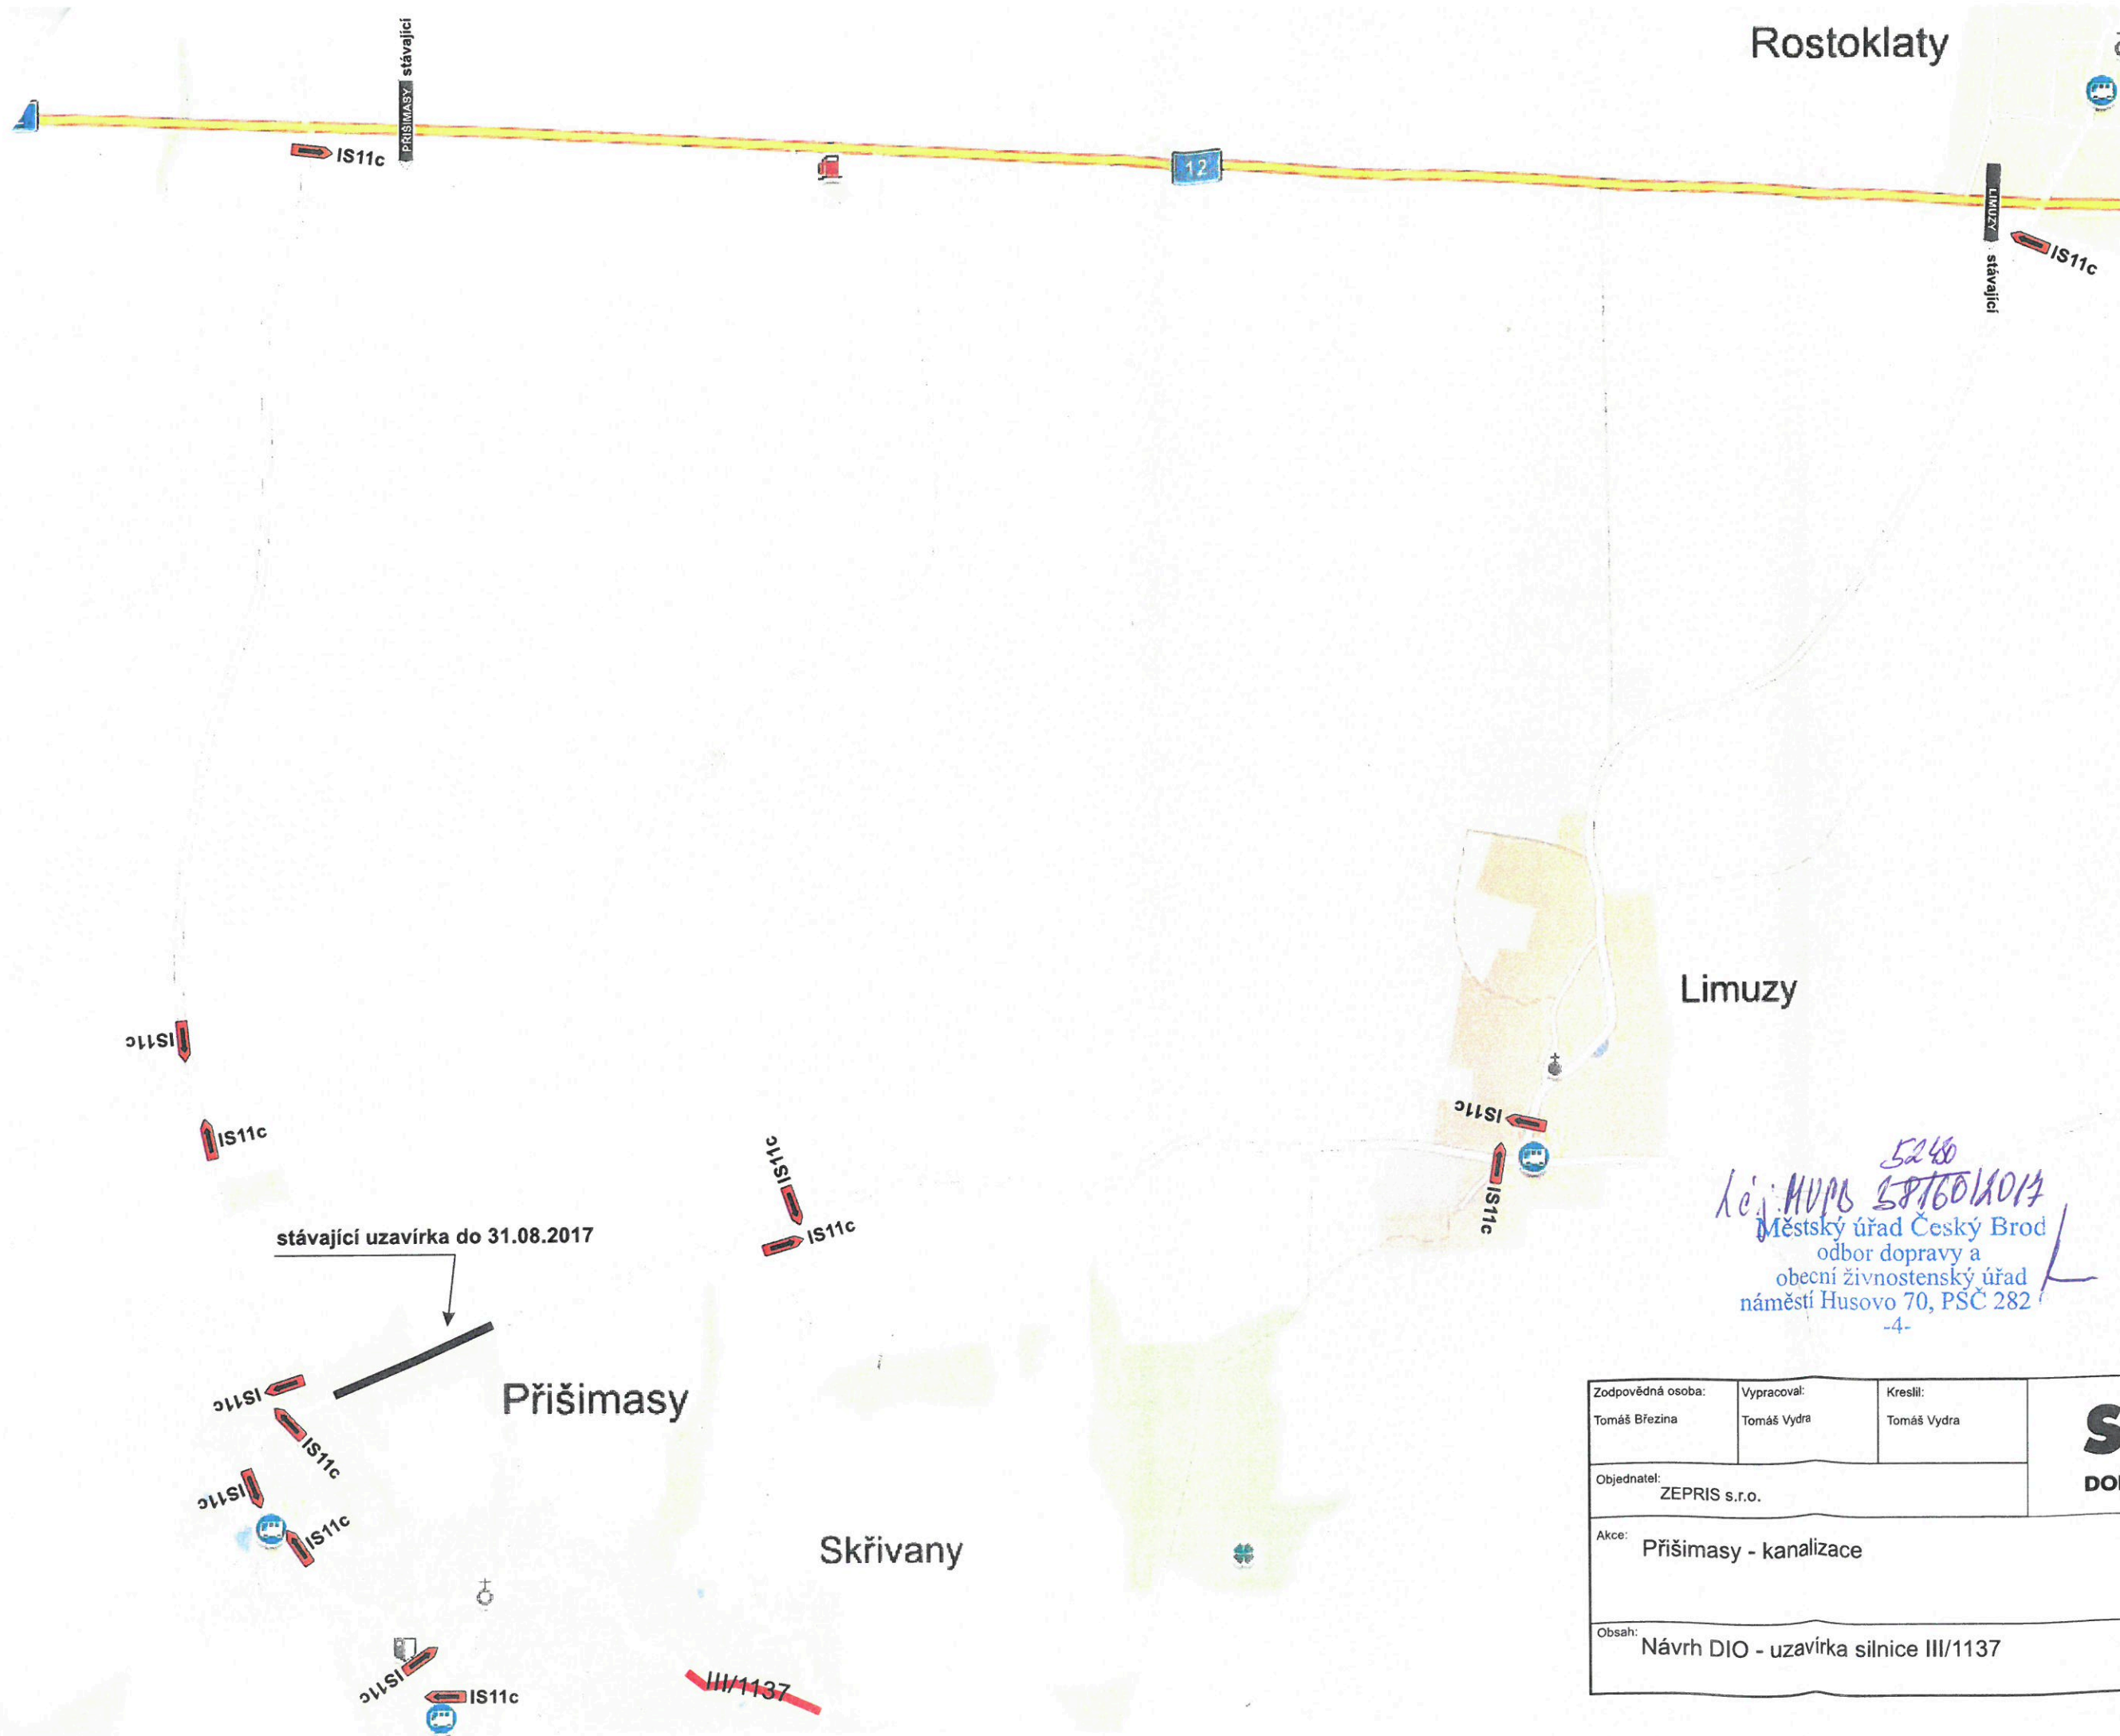 Rostoklaty
PŘIŠIMASY stávající
IS11c
12
LIMUZY stávající
IS11c
Limuzy
IS11c
IS11c
IS11c
IS11c
IS11c
IS11c
stávající uzavírka do 31.08.2017
Městský úřad Český Brod
odbor dopravy a
obecní živnostenský úřad
náměstí Husovo 70, PSČ 282
-4-
Přišimasy
IS11c
IS11c
IS11c
IS11c
Skřivany
IS11c
IS11c
III/1137
Zodpovědná osoba:
Tomáš Březina
Vypracoval:
Tomáš Vydra
Kreslil:
Tomáš Vydra
Objednatel:
ZEPRIS s.r.o.
Akce:
Přišimasy - kanalizace
Obsah:
Návrh DIO - uzavírka silnice III/1137